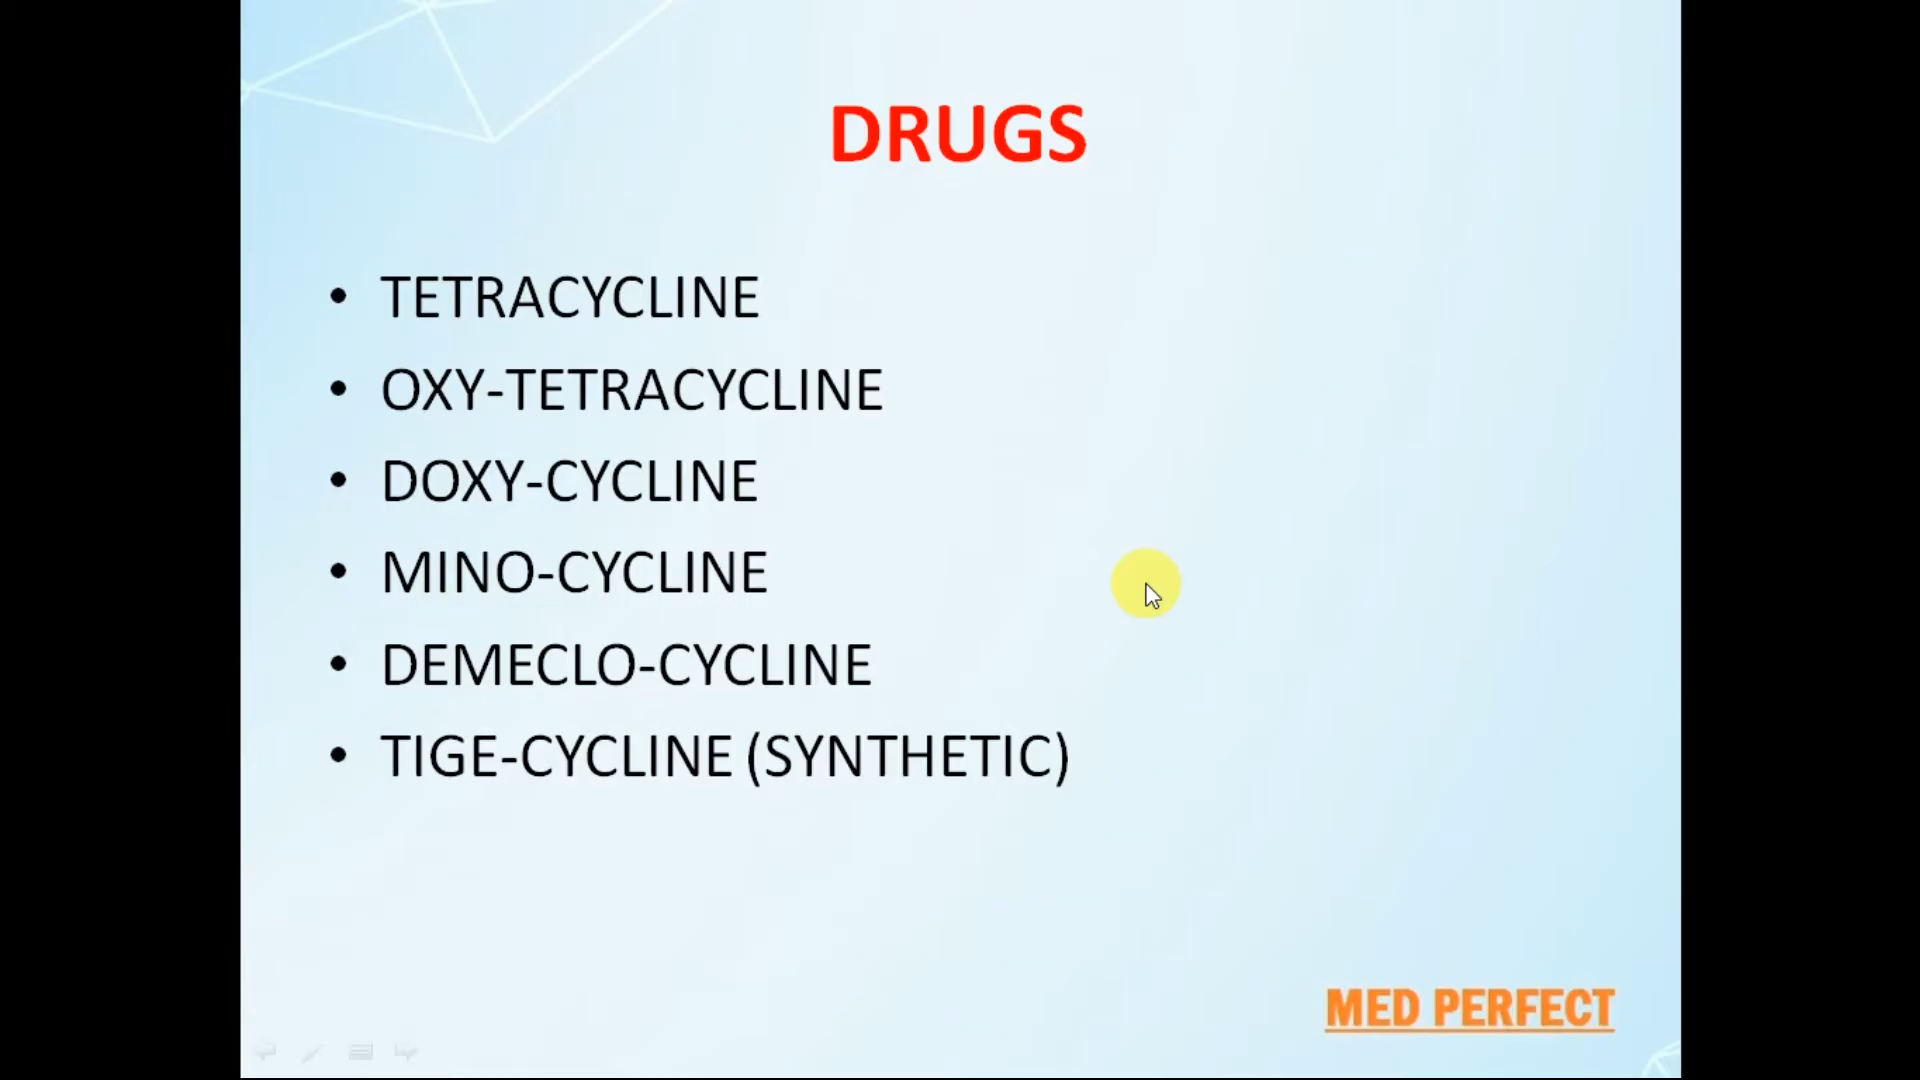 DRUGS
• TETRACYCLINE
• OXY-TETRACYCLINE
• DOXY-CYCLINE
• MINO-CYCLINE
• DEMECLO-CYCLINE
• TIGE-CYCLINE (SYNTHETIC)
MED PERFECT